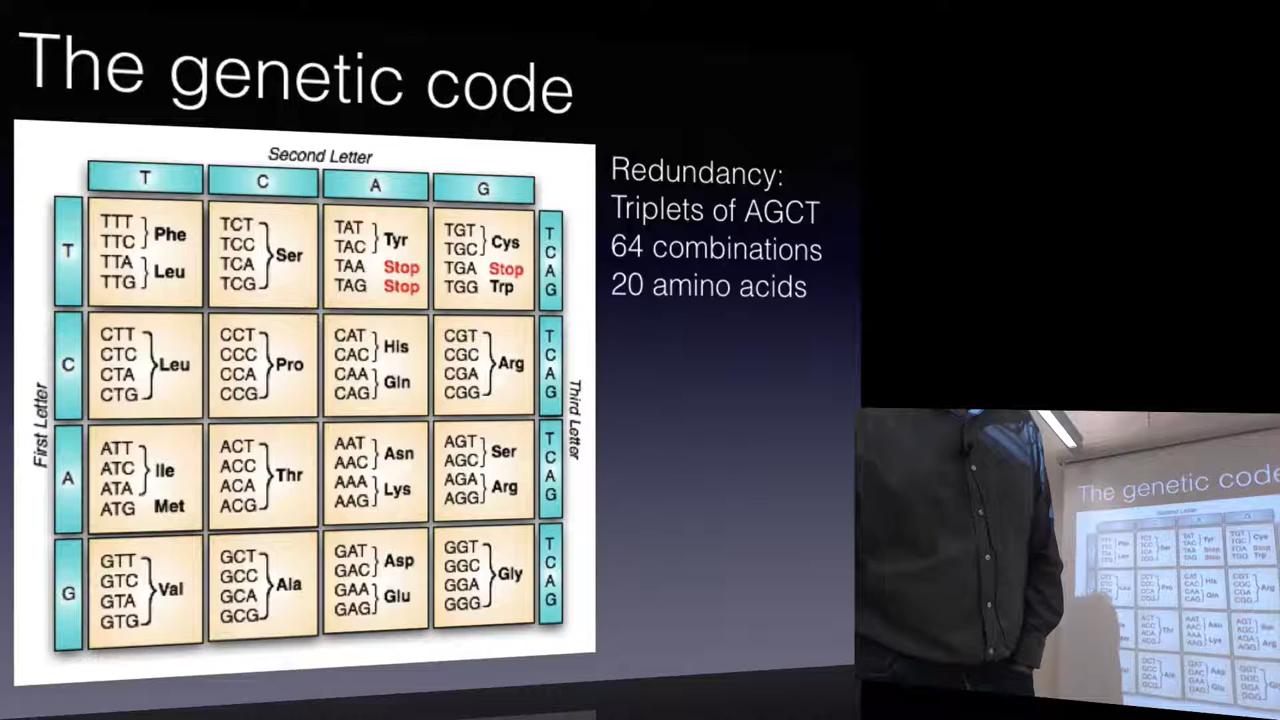 The genetic code
Second Letter
T C A G
First Letter
T
TTT TTC Phe
TTA TTG Leu
TCT TCC TCA TCG Ser
TAT TAC Tyr
TAA Stop
TAG Stop
TGT TGC Cys
TGA Stop
TGG Trp
T C A G
C
CTT CTC CTA CTG Leu
CCT CCC CCA CCG Pro
CAT CAC His
CAA CAG Gln
CGT CGC CGA CGG Arg
T C A G
A
ATT ATC ATA Ile
ATG Met
ACT ACC ACA ACG Thr
AAT AAC Asn
AAA AAG Lys
AGT AGC Ser
AGA AGG Arg
T C A G
G
GTT GTC GTA GTG Val
GCT GCC GCA GCG Ala
GAT GAC Asp
GAA GAG Glu
GGT GGC GGA GGG Gly
T C A G
Third Letter
Redundancy:
Triplets of AGCT
64 combinations
20 amino acids
The genetic code